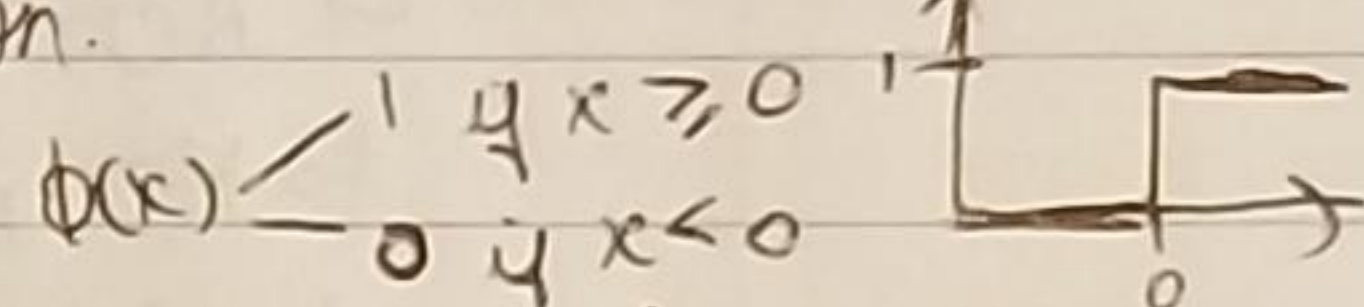 n.
1 if x ≥ 0
ϕ(x)
0 if x < 0
1
0